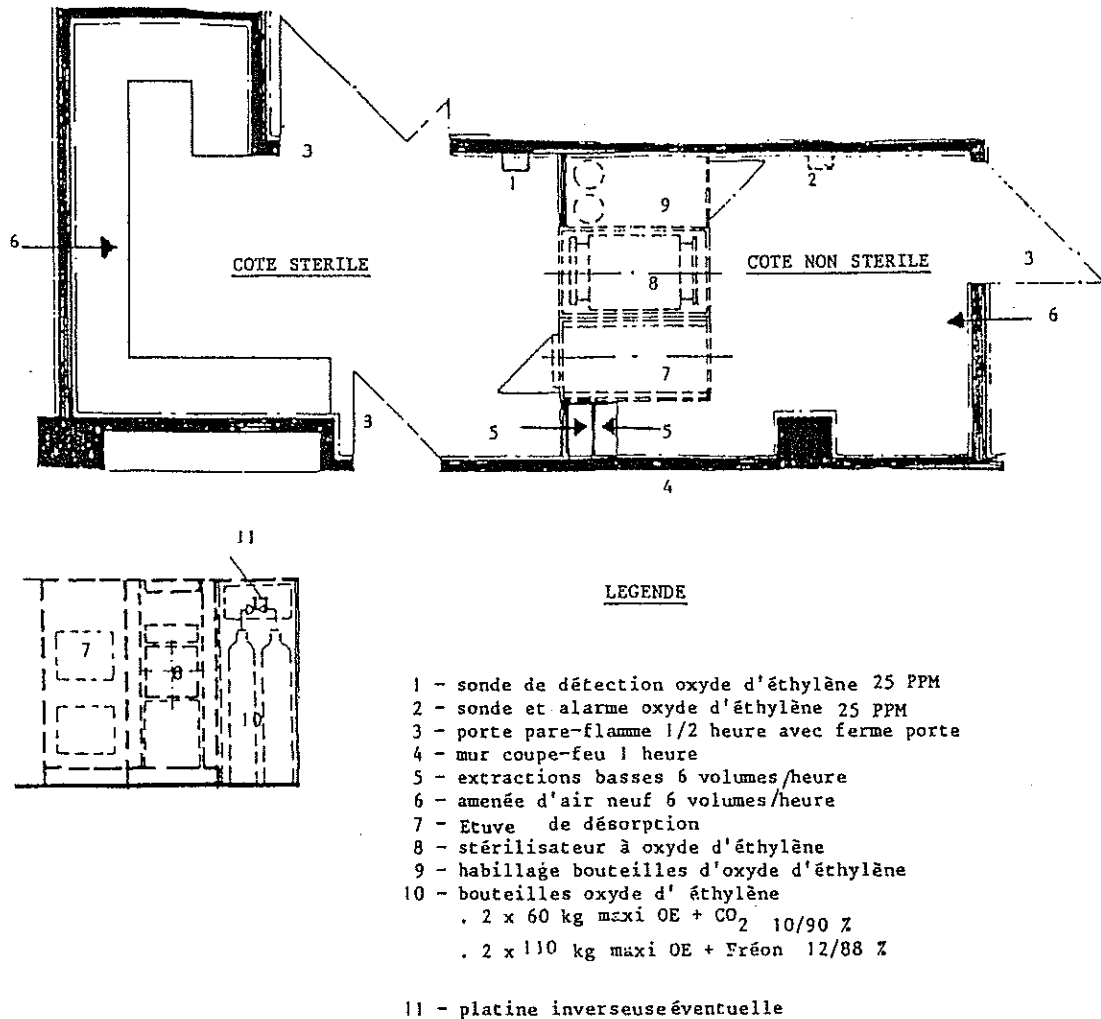 3
1
2
9
6
COTE STERILE
8
COTE NON STERILE
3
6
7
3
5
5
4
11
7
8
10
LEGENDE
1 - sonde de détection oxyde d'éthylène 25 PPM
2 - sonde et alarme oxyde d'éthylène 25 PPM
3 - porte pare-flamme 1/2 heure avec ferme porte
4 - mur coupe-feu 1 heure
5 - extractions basses 6 volumes/heure
6 - amenée d'air neuf 6 volumes/heure
7 - Etuve de désorption
8 - stérilisateur à oxyde d'éthylène
9 - habillage bouteilles d'oxyde d'éthylène
10 - bouteilles oxyde d' éthylène
. 2 x 60 kg maxi OE + CO2 10/90 %
. 2 x 110 kg maxi OE + Fréon 12/88 %
11 - platine inverseuse éventuelle